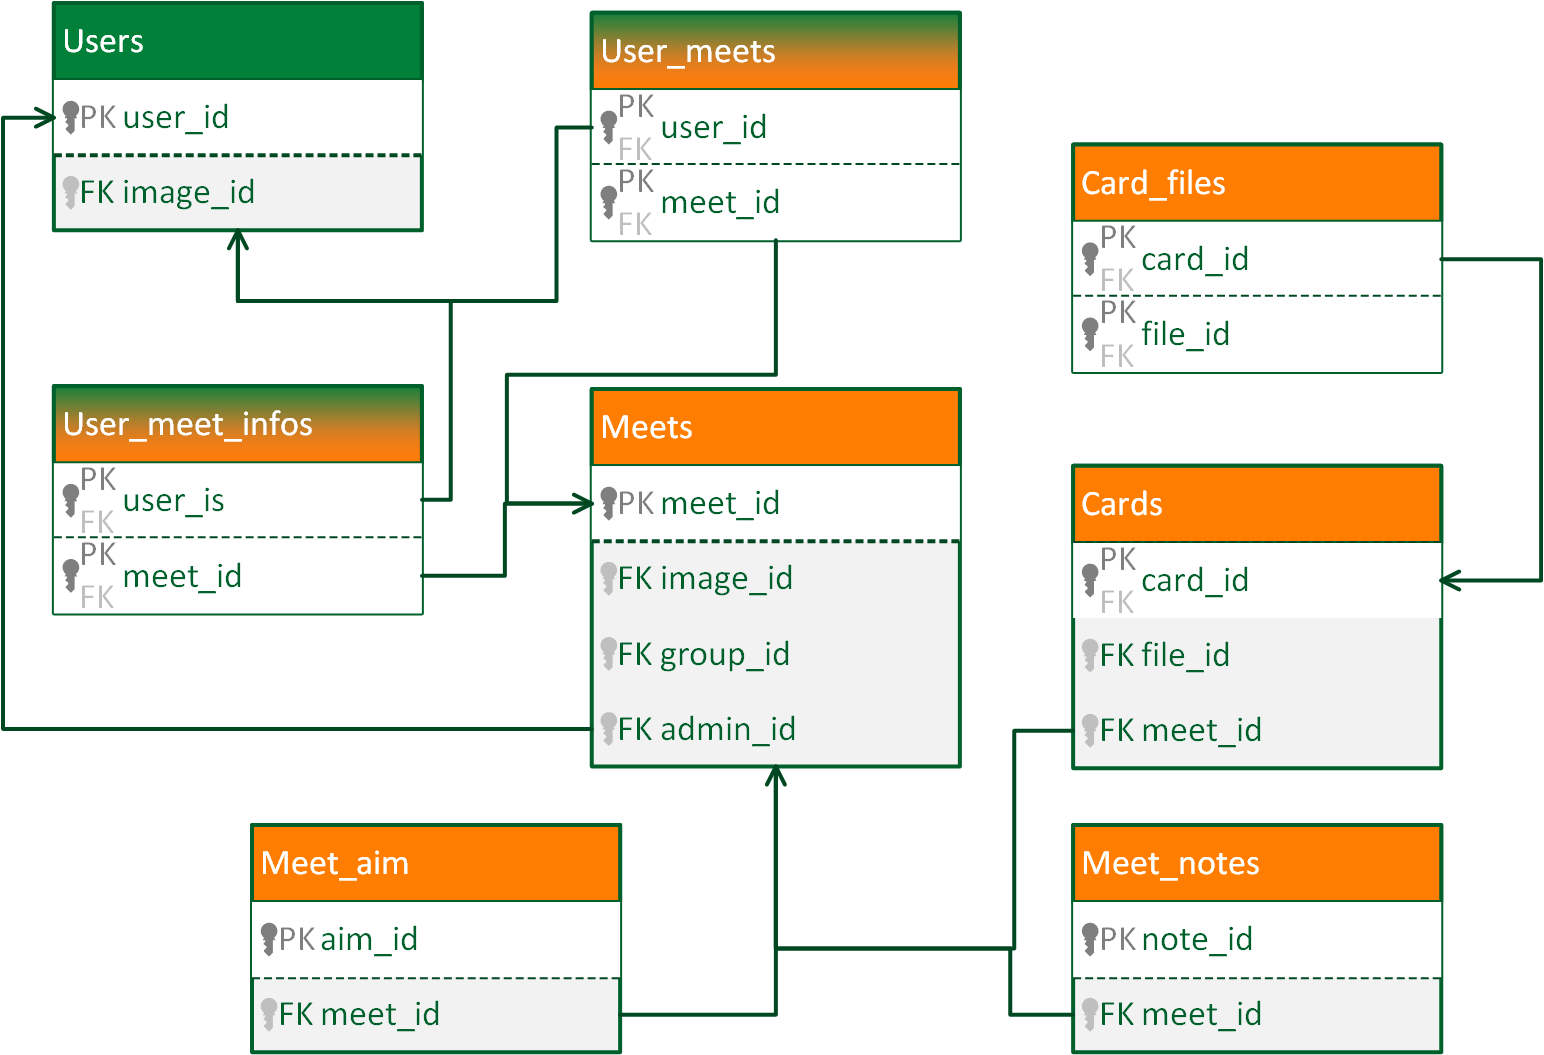 Users
PK user_id
FK image_id
User_meets
PK
FK
user_id
PK
FK
meet_id
Card_files
PK
FK
card_id
PK
FK
file_id
User_meet_infos
PK
FK
user_is
PK
FK
meet_id
Meets
PK meet_id
FK image_id
FK group_id
FK admin_id
Cards
PK
FK
card_id
FK file_id
FK meet_id
Meet_aim
PK aim_id
FK meet_id
Meet_notes
PK note_id
FK meet_id